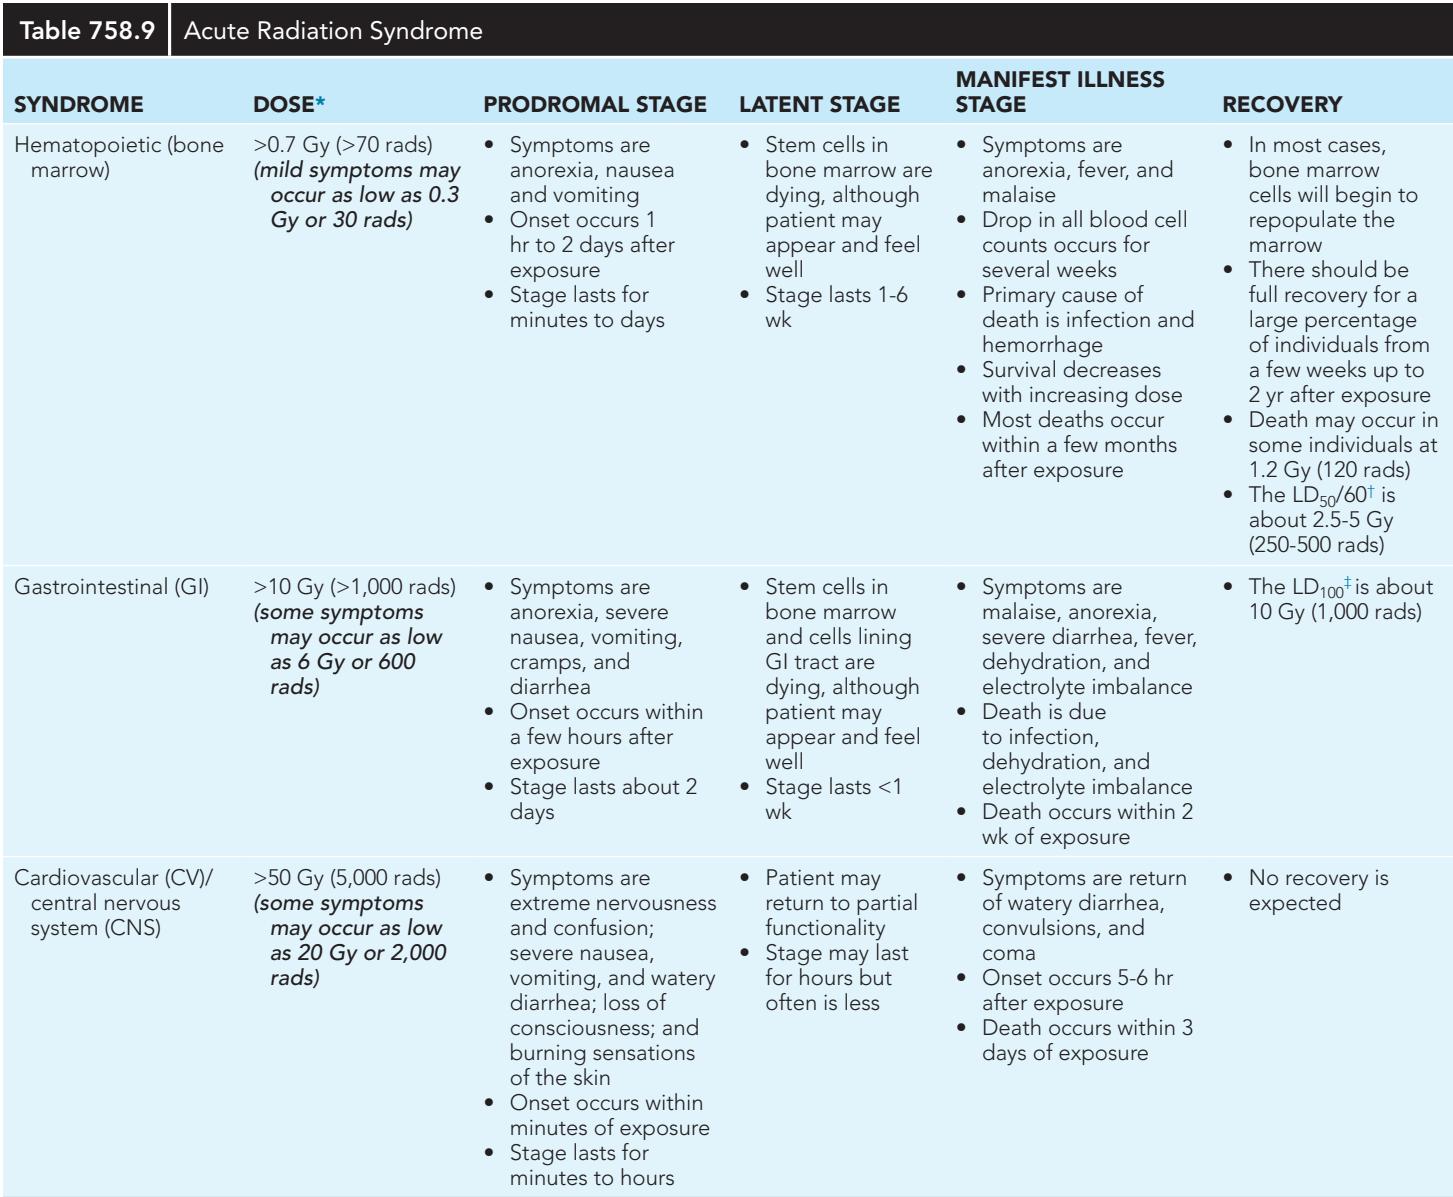 Table 758.9 Acute Radiation Syndrome
SYNDROME
DOSE*
PRODROMAL STAGE
LATENT STAGE
MANIFEST ILLNESS
STAGE
RECOVERY
Hematopoietic (bone
marrow)
>0.7 Gy (>70 rads)
(mild symptoms may
occur as low as 0.3
Gy or 30 rads)
• Symptoms are
anorexia, nausea
and vomiting
• Onset occurs 1
hr to 2 days after
exposure
• Stage lasts for
minutes to days
• Stem cells in
bone marrow are
dying, although
patient may
appear and feel
well
• Stage lasts 1-6
wk
• Symptoms are
anorexia, fever, and
malaise
• Drop in all blood cell
counts occurs for
several weeks
• Primary cause of
death is infection and
hemorrhage
• Survival decreases
with increasing dose
• Most deaths occur
within a few months
after exposure
• In most cases,
bone marrow
cells will begin to
repopulate the
marrow
• There should be
full recovery for a
large percentage
of individuals from
a few weeks up to
2 yr after exposure
• Death may occur in
some individuals at
1.2 Gy (120 rads)
• The LD50/60† is
about 2.5-5 Gy
(250-500 rads)
Gastrointestinal (GI)
>10 Gy (>1,000 rads)
(some symptoms
may occur as low
as 6 Gy or 600
rads)
• Symptoms are
anorexia, severe
nausea, vomiting,
cramps, and
diarrhea
• Onset occurs within
a few hours after
exposure
• Stage lasts about 2
days
• Stem cells in
bone marrow
and cells lining
GI tract are
dying, although
patient may
appear and feel
well
• Stage lasts <1
wk
• Symptoms are
malaise, anorexia,
severe diarrhea, fever,
dehydration, and
electrolyte imbalance
• Death is due
to infection,
dehydration, and
electrolyte imbalance
• Death occurs within 2
wk of exposure
• The LD100‡ is about
10 Gy (1,000 rads)
Cardiovascular (CV)/
central nervous
system (CNS)
>50 Gy (5,000 rads)
(some symptoms
may occur as low
as 20 Gy or 2,000
rads)
• Symptoms are
extreme nervousness
and confusion;
severe nausea,
vomiting, and watery
diarrhea; loss of
consciousness; and
burning sensations
of the skin
• Onset occurs within
minutes of exposure
• Stage lasts for
minutes to hours
• Patient may
return to partial
functionality
• Stage may last
for hours but
often is less
• Symptoms are return
of watery diarrhea,
convulsions, and
coma
• Onset occurs 5-6 hr
after exposure
• Death occurs within 3
days of exposure
• No recovery is
expected